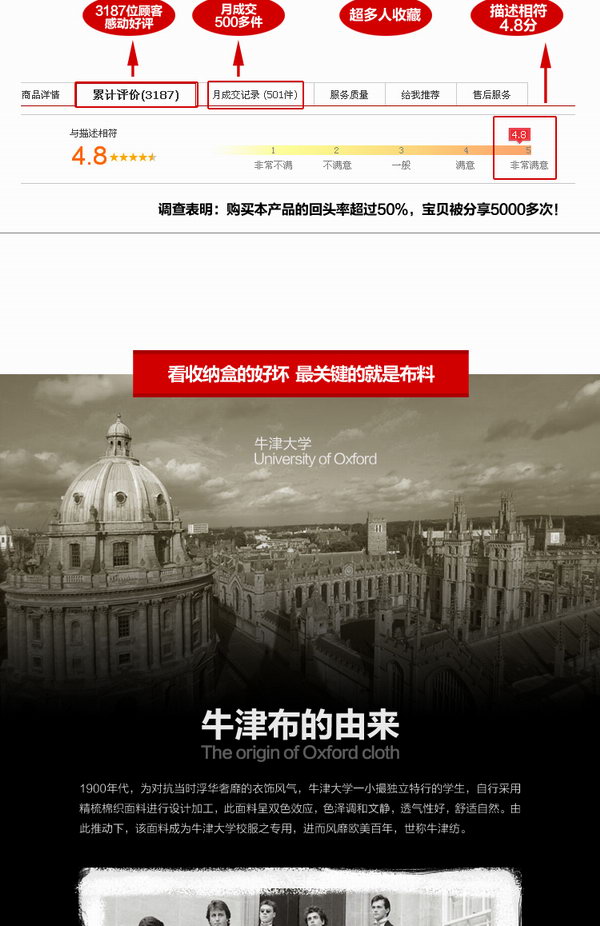 3187位顾客
感动好评
月成交
500多件
超多人收藏
描述相符
4.8分
商品详情 累计评价(3187) 月成交记录 (501件) 服务质量 给我推荐 售后服务
与描述相符
4.8
4.8
1 2 3 4 5
非常不满 不满意 一般 满意 非常满意
调查表明：购买本产品的回头率超过50%，宝贝被分享5000多次！
看收纳盒的好坏 最关键的就是布料
牛津大学
University of Oxford
牛津布的由来
The origin of Oxford cloth
1900年代，为对抗当时浮华奢靡的衣饰风气，牛津大学一小撮独立特行的学生，自行采用
精梳棉织面料进行设计加工，此面料呈双色效应，色泽调和文静，透气性好，舒适自然。由
此推动下，该面料成为牛津大学校服之专用，进而风靡欧美百年，世称牛津纺。